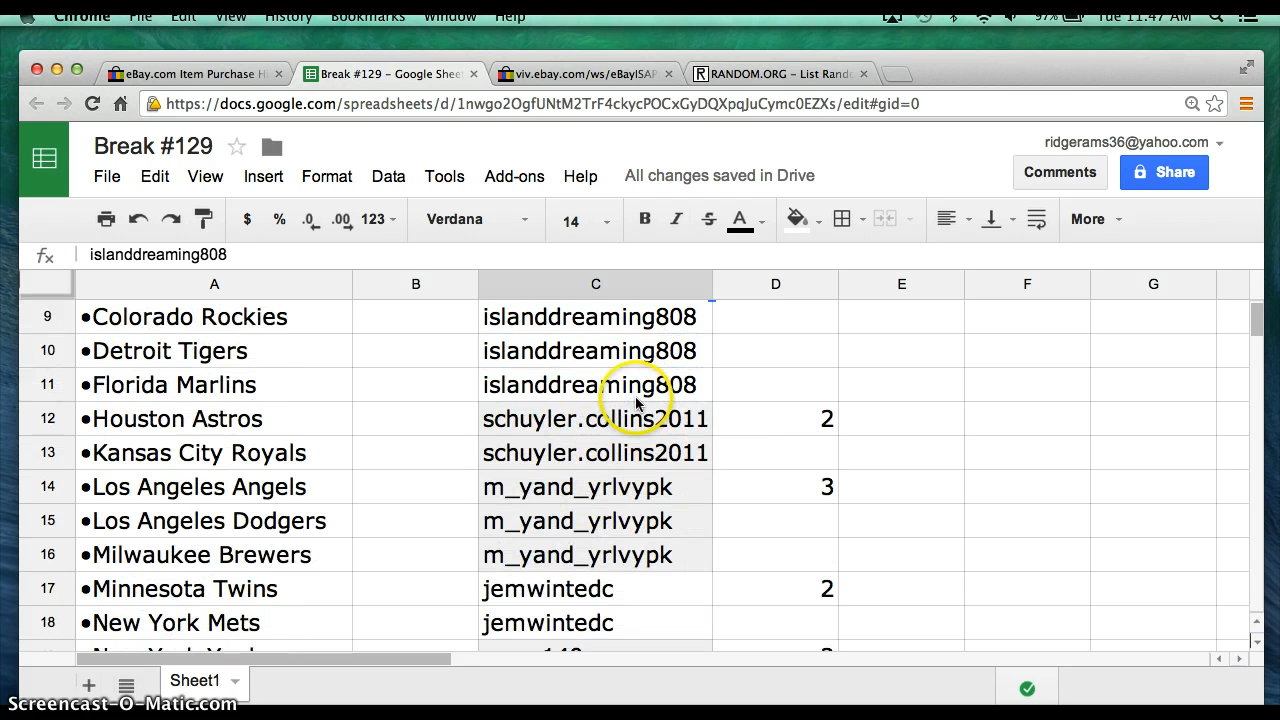 Chrome File Edit View History Bookmarks Window Help 97% Tue 11:47 AM
eBay.com Item Purchase Hi × Break #129 – Google Shee × viv.ebay.com/ws/eBayISAP × RANDOM.ORG – List Rando ×
https://docs.google.com/spreadsheets/d/1nwgo2OgfUNtM2TrF4ckycPOCxGyDQXpqJuCymc0EZXs/edit#gid=0
Break #129 ridgerams36@yahoo.com
File Edit View Insert Format Data Tools Add-ons Help All changes saved in Drive Comments Share
$ % .0 .00 123 Verdana 14 B I S A More
fx islanddreaming808
A B C D E F G
9 •Colorado Rockies islanddreaming808
10 •Detroit Tigers islanddreaming808
11 •Florida Marlins islanddreaming808
12 •Houston Astros schuyler.collins2011 2
13 •Kansas City Royals schuyler.collins2011
14 •Los Angeles Angels m_yand_yrlvypk 3
15 •Los Angeles Dodgers m_yand_yrlvypk
16 •Milwaukee Brewers m_yand_yrlvypk
17 •Minnesota Twins jemwintedc 2
18 •New York Mets jemwintedc
Sheet1
Screencast-O-Matic.com